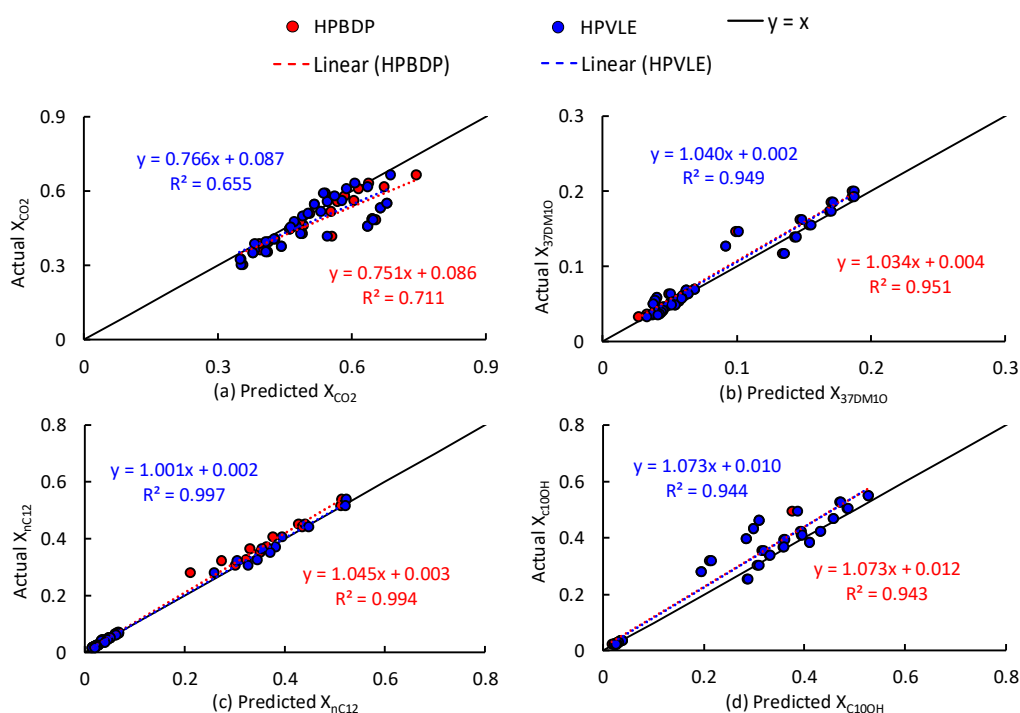 HPBDP HPVLE y = x
Linear (HPBDP) Linear (HPVLE)
0.9
0.6
0.3
0
Actual X_CO2
y = 0.766x + 0.087
R² = 0.655
y = 0.751x + 0.086
R² = 0.711
0 0.3 0.6 0.9
(a) Predicted X_CO2
0.3
0.2
0.1
0
Actual X_37DM1O
y = 1.040x + 0.002
R² = 0.949
y = 1.034x + 0.004
R² = 0.951
0 0.1 0.2 0.3
(b) Predicted X_37DM1O
0.8
0.6
0.4
0.2
0
Actual X_nC12
y = 1.001x + 0.002
R² = 0.997
y = 1.045x + 0.003
R² = 0.994
0 0.2 0.4 0.6 0.8
(c) Predicted X_nC12
0.8
0.6
0.4
0.2
0
Actual X_C10OH
y = 1.073x + 0.010
R² = 0.944
y = 1.073x + 0.012
R² = 0.943
0 0.2 0.4 0.6 0.8
(d) Predicted X_C10OH